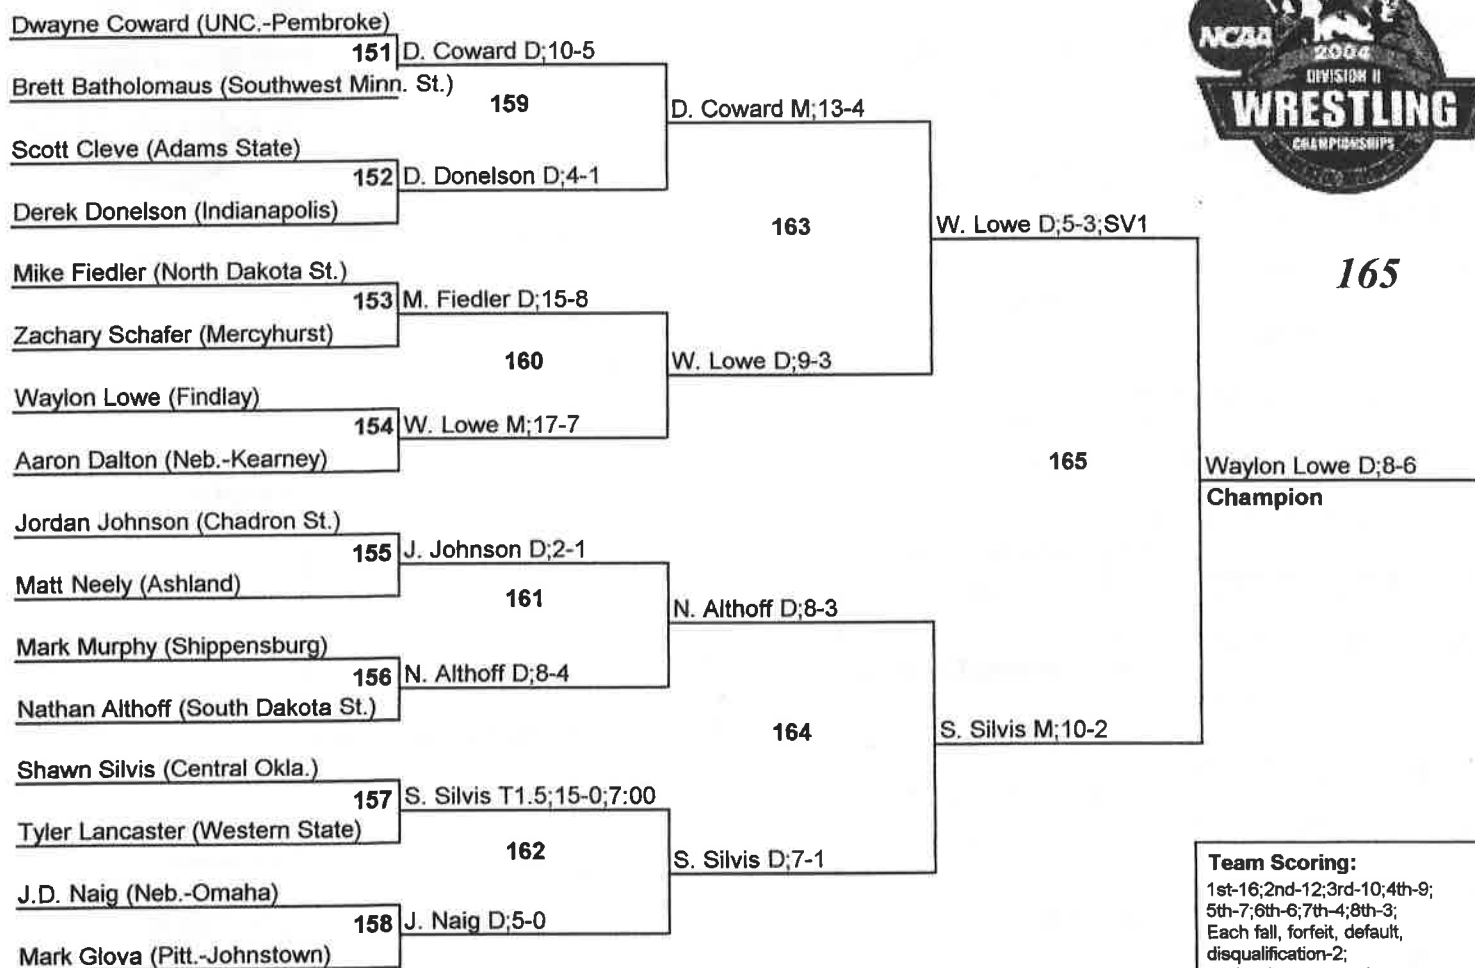 Dwayne Coward (UNC.-Pembroke)
151 D. Coward D;10-5
Brett Batholomaus (Southwest Minn. St.)
159
D. Coward M;13-4
Scott Cleve (Adams State)
152 D. Donelson D;4-1
Derek Donelson (Indianapolis)
163
W. Lowe D;5-3;SV1
Mike Fiedler (North Dakota St.)
153 M. Fiedler D;15-8
Zachary Schafer (Mercyhurst)
160
W. Lowe D;9-3
Waylon Lowe (Findlay)
154 W. Lowe M;17-7
Aaron Dalton (Neb.-Kearney)
165
Waylon Lowe D;8-6
Champion
Jordan Johnson (Chadron St.)
155 J. Johnson D;2-1
Matt Neely (Ashland)
161
N. Althoff D;8-3
Mark Murphy (Shippensburg)
156 N. Althoff D;8-4
Nathan Althoff (South Dakota St.)
164
S. Silvis M;10-2
Shawn Silvis (Central Okla.)
157 S. Silvis T1.5;15-0;7:00
Tyler Lancaster (Western State)
162
S. Silvis D;7-1
J.D. Naig (Neb.-Omaha)
158 J. Naig D;5-0
Mark Glova (Pitt.-Johnstown)
NCAA
2004
DIVISION II
WRESTLING
CHAMPIONSHIPS
165
Team Scoring:
1st-16;2nd-12;3rd-10;4th-9;
5th-7;6th-6;7th-4;8th-3;
Each fall, forfeit, default,
disqualification-2;